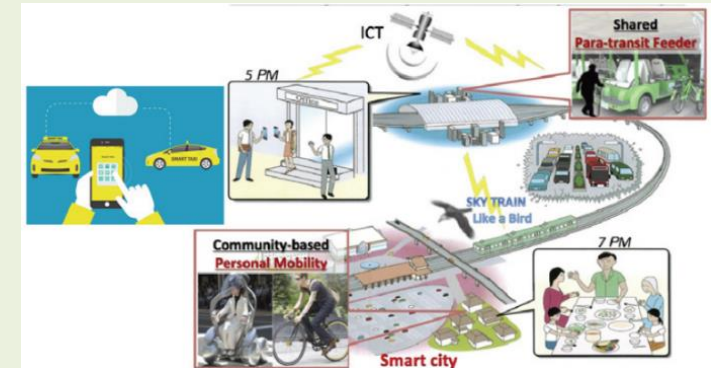 ICT
Shared
Para-transit Feeder
5 PM
Office
SMART TAXI
SKY TRAIN
Like a Bird
Community-based
Personal Mobility
7 PM
Smart city